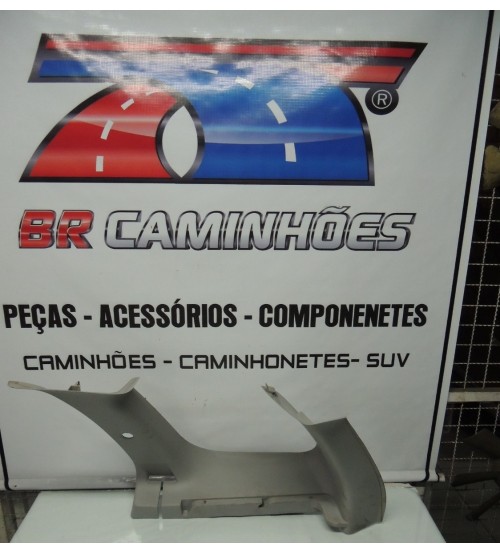 ®
BR CAMINHÕES
PEÇAS - ACESSÓRIOS - COMPONENETES
CAMINHÕES - CAMINHONETES- SUV